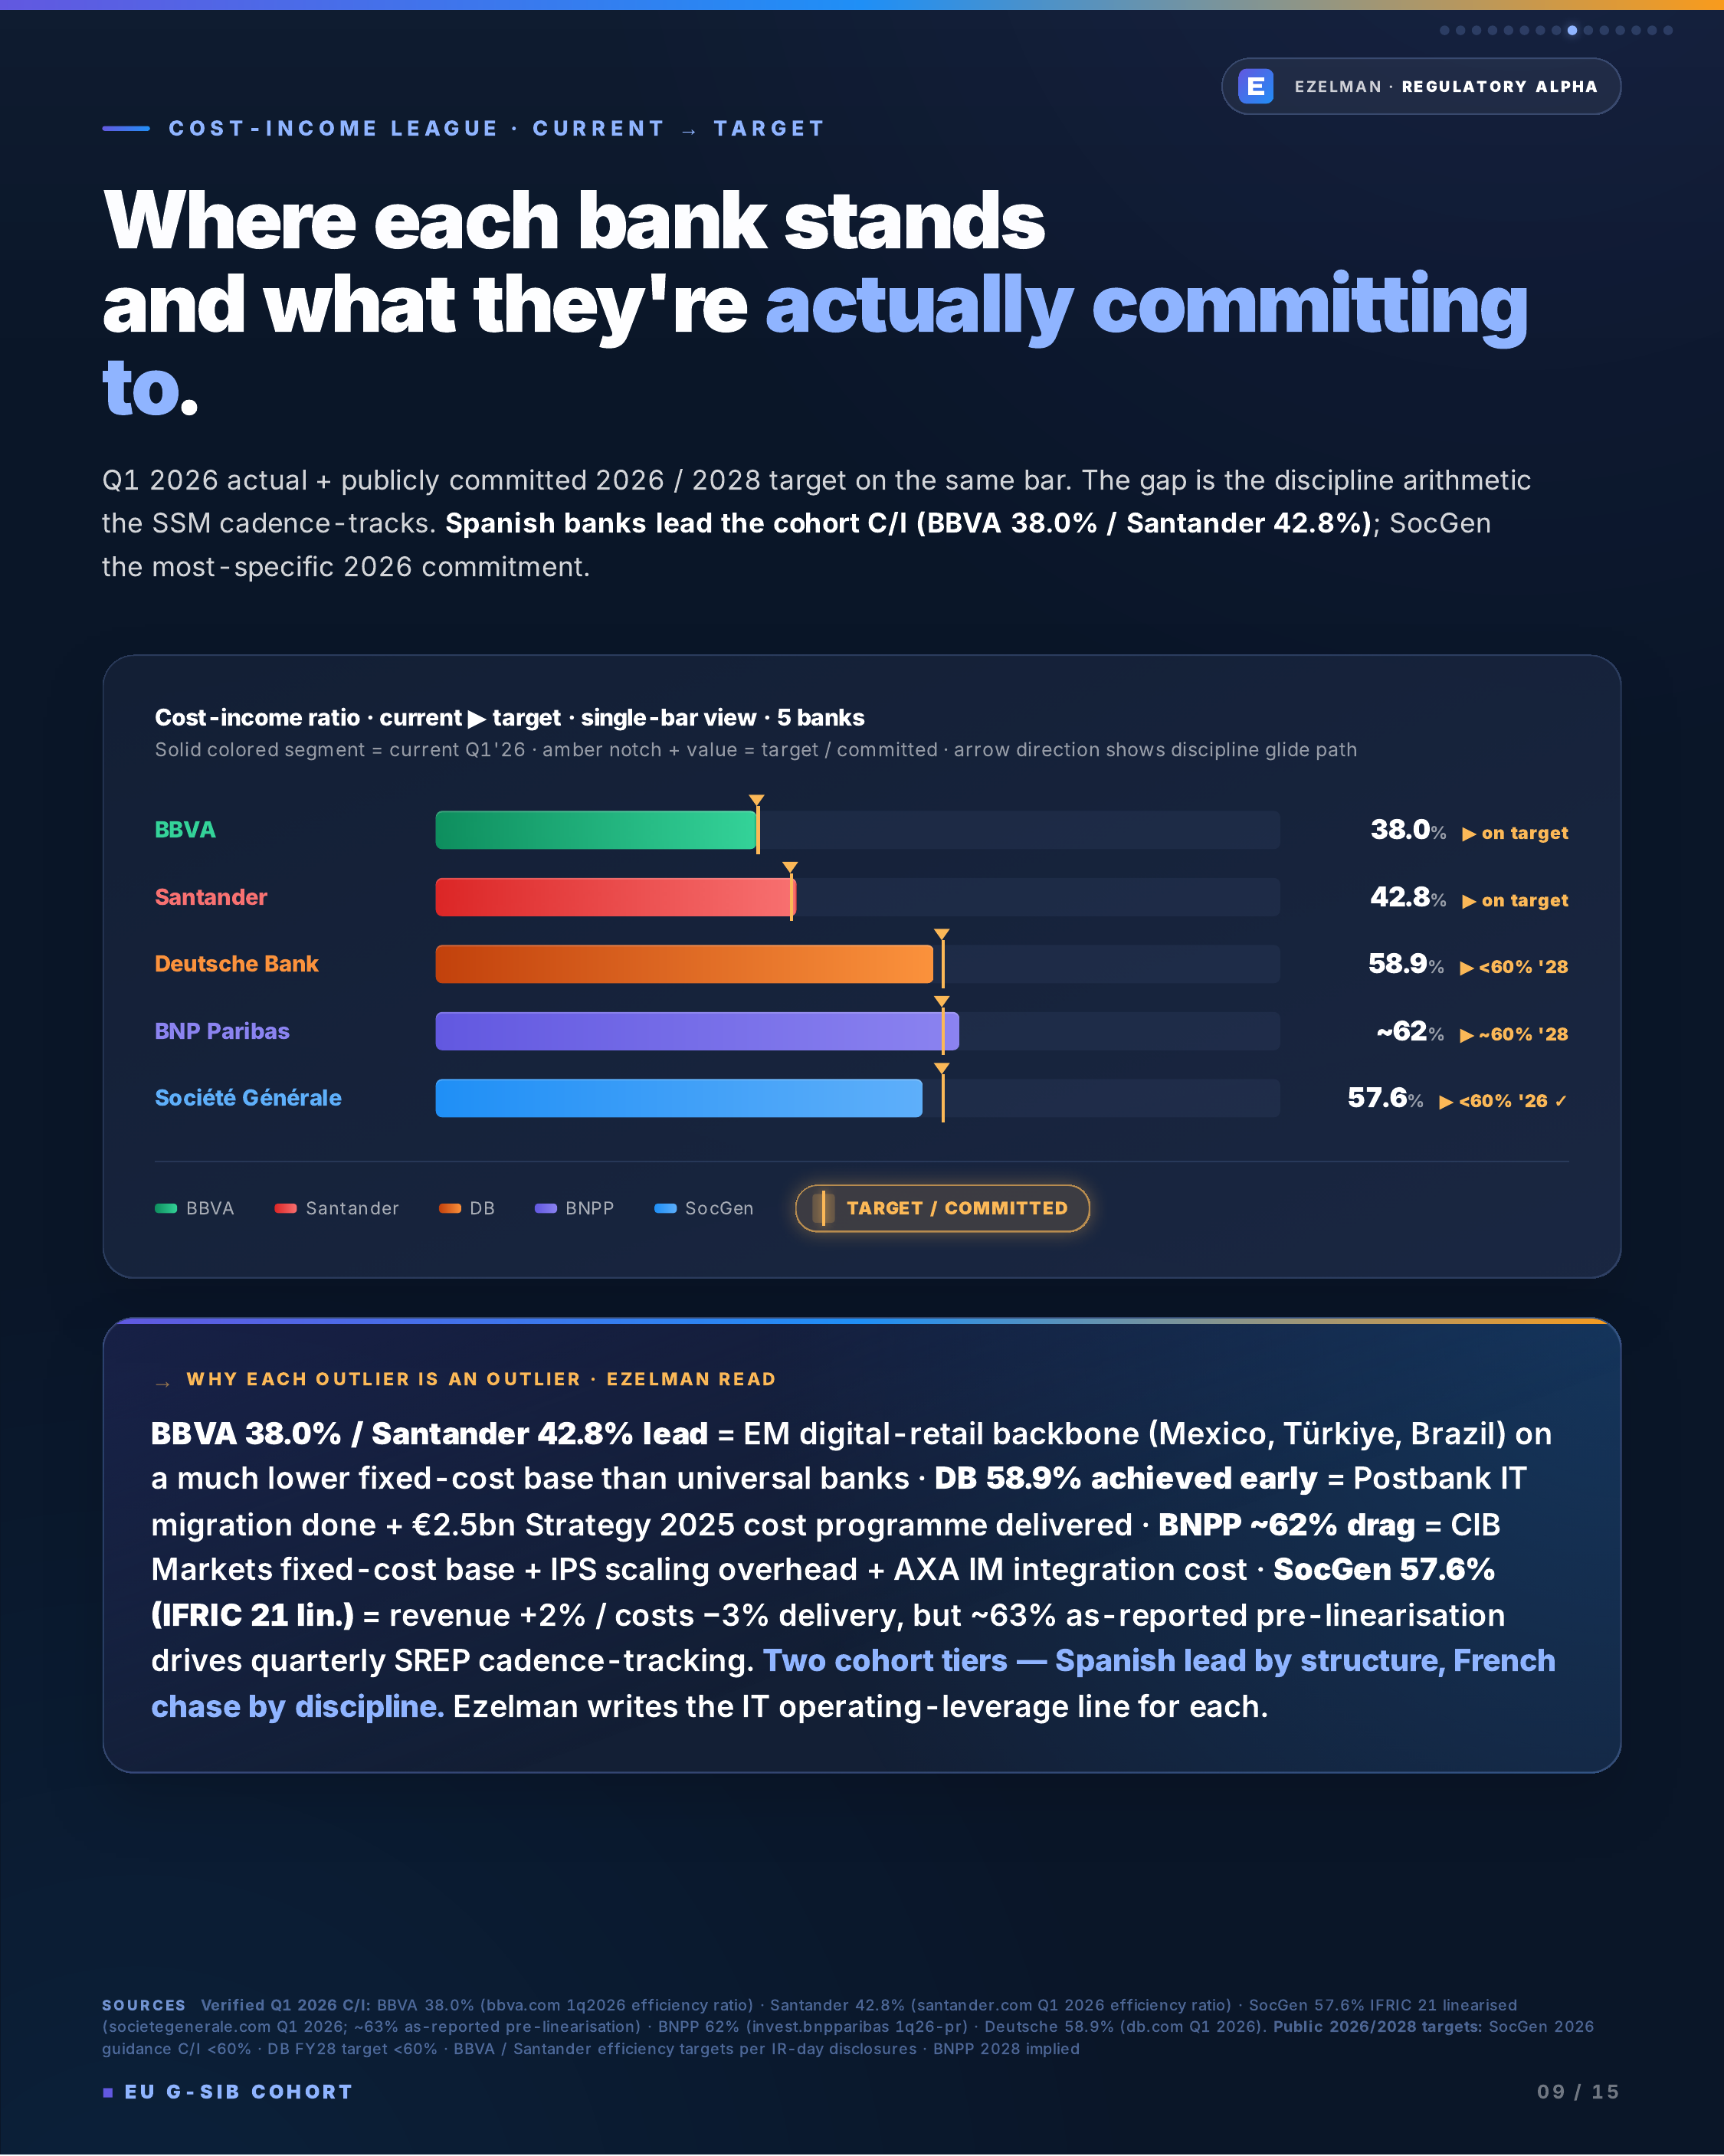 E EZELMAN · REGULATORY ALPHA
COST-INCOME LEAGUE · CURRENT → TARGET
Where each bank stands
and what they're actually committing
to.
Q1 2026 actual + publicly committed 2026 / 2028 target on the same bar. The gap is the discipline arithmetic
the SSM cadence-tracks. Spanish banks lead the cohort C/I (BBVA 38.0% / Santander 42.8%); SocGen
the most-specific 2026 commitment.
Cost-income ratio · current ▶ target · single-bar view · 5 banks
Solid colored segment = current Q1'26 · amber notch + value = target / committed · arrow direction shows discipline glide path
BBVA 38.0% ▶ on target
Santander 42.8% ▶ on target
Deutsche Bank 58.9% ▶ <60% '28
BNP Paribas ~62% ▶ ~60% '28
Société Générale 57.6% ▶ <60% '26 ✓
BBVA Santander DB BNPP SocGen TARGET / COMMITTED
→ WHY EACH OUTLIER IS AN OUTLIER · EZELMAN READ
BBVA 38.0% / Santander 42.8% lead = EM digital-retail backbone (Mexico, Türkiye, Brazil) on
a much lower fixed-cost base than universal banks · DB 58.9% achieved early = Postbank IT
migration done + €2.5bn Strategy 2025 cost programme delivered · BNPP ~62% drag = CIB
Markets fixed-cost base + IPS scaling overhead + AXA IM integration cost · SocGen 57.6%
(IFRIC 21 lin.) = revenue +2% / costs −3% delivery, but ~63% as-reported pre-linearisation
drives quarterly SREP cadence-tracking. Two cohort tiers — Spanish lead by structure, French
chase by discipline. Ezelman writes the IT operating-leverage line for each.
SOURCES Verified Q1 2026 C/I: BBVA 38.0% (bbva.com 1q2026 efficiency ratio) · Santander 42.8% (santander.com Q1 2026 efficiency ratio) · SocGen 57.6% IFRIC 21 linearised
(societegenerale.com Q1 2026; ~63% as-reported pre-linearisation) · BNPP 62% (invest.bnpparibas 1q26-pr) · Deutsche 58.9% (db.com Q1 2026). Public 2026/2028 targets: SocGen 2026
guidance C/I <60% · DB FY28 target <60% · BBVA / Santander efficiency targets per IR-day disclosures · BNPP 2028 implied
EU G-SIB COHORT
09 / 15